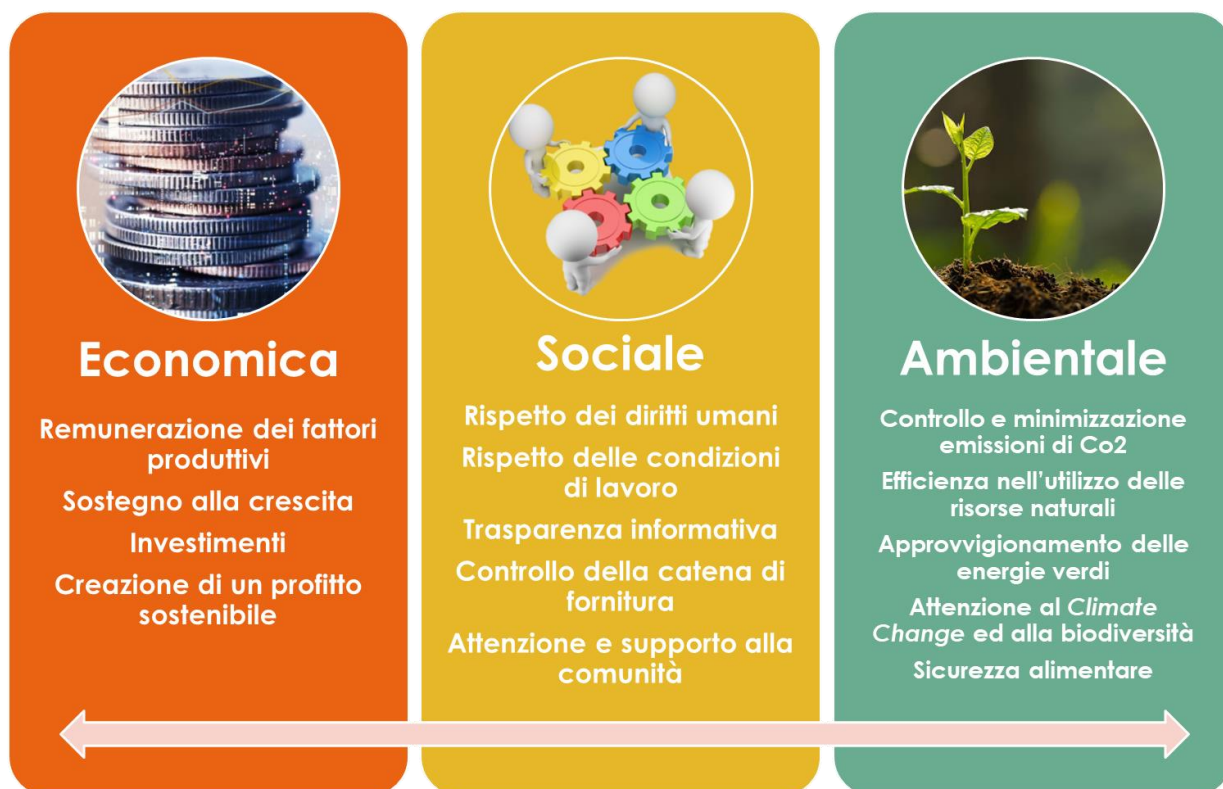 Economica
Remunerazione dei fattori
produttivi
Sostegno alla crescita
Investimenti
Creazione di un profitto
sostenibile
Sociale
Rispetto dei diritti umani
Rispetto delle condizioni
di lavoro
Trasparenza informativa
Controllo della catena di
fornitura
Attenzione e supporto alla
comunità
Ambientale
Controllo e minimizzazione
emissioni di Co2
Efficienza nell'utilizzo delle
risorse naturali
Approvvigionamento delle
energie verdi
Attenzione al Climate
Change ed alla biodiversità
Sicurezza alimentare